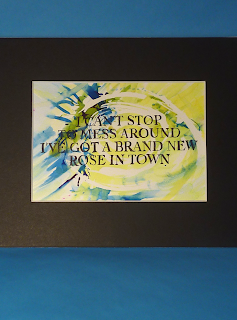 I CAN'T STOP
TO MESS AROUND
I'VE GOT A BRAND NEW
ROSE IN TOWN